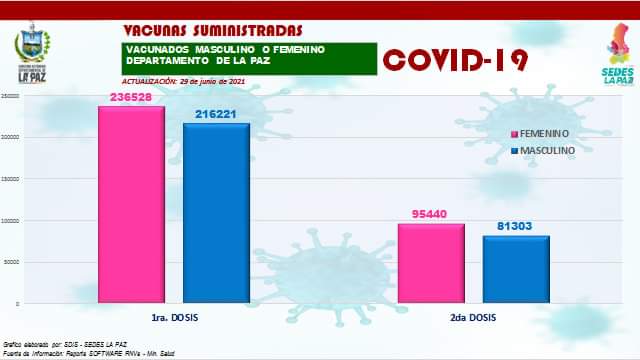 VACUNAS SUMINISTRADAS
VACUNADOS MASCULINO O FEMENINO
DEPARTAMENTO DE LA PAZ
COVID-19
ACTUALIZACIÓN: 29 de junio de 2021
LA PAZ
SEDES
LA PAZ
250000
200000
150000
100000
50000
0
236528
216221
95440
81303
FEMENINO
MASCULINO
1ra. DOSIS
2da DOSIS
Grafico elaborado por: SDIS - SEDES LA PAZ
Fuente de Información: Reporte SOFTWARE RNVe - Min. Salud